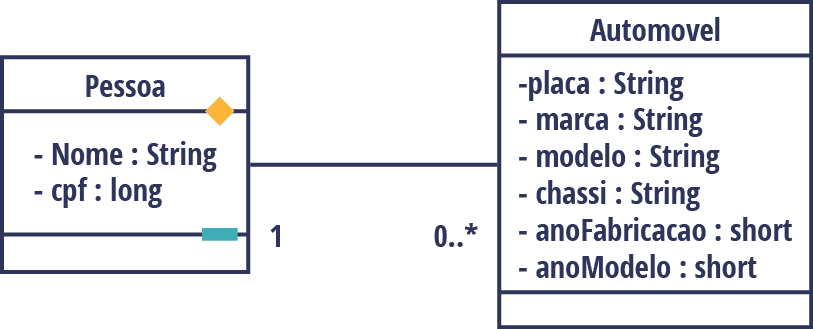 Pessoa
- Nome : String
- cpf : long
1
0..*
Automovel
-placa : String
- marca : String
- modelo : String
- chassi : String
- anoFabricacao : short
- anoModelo : short